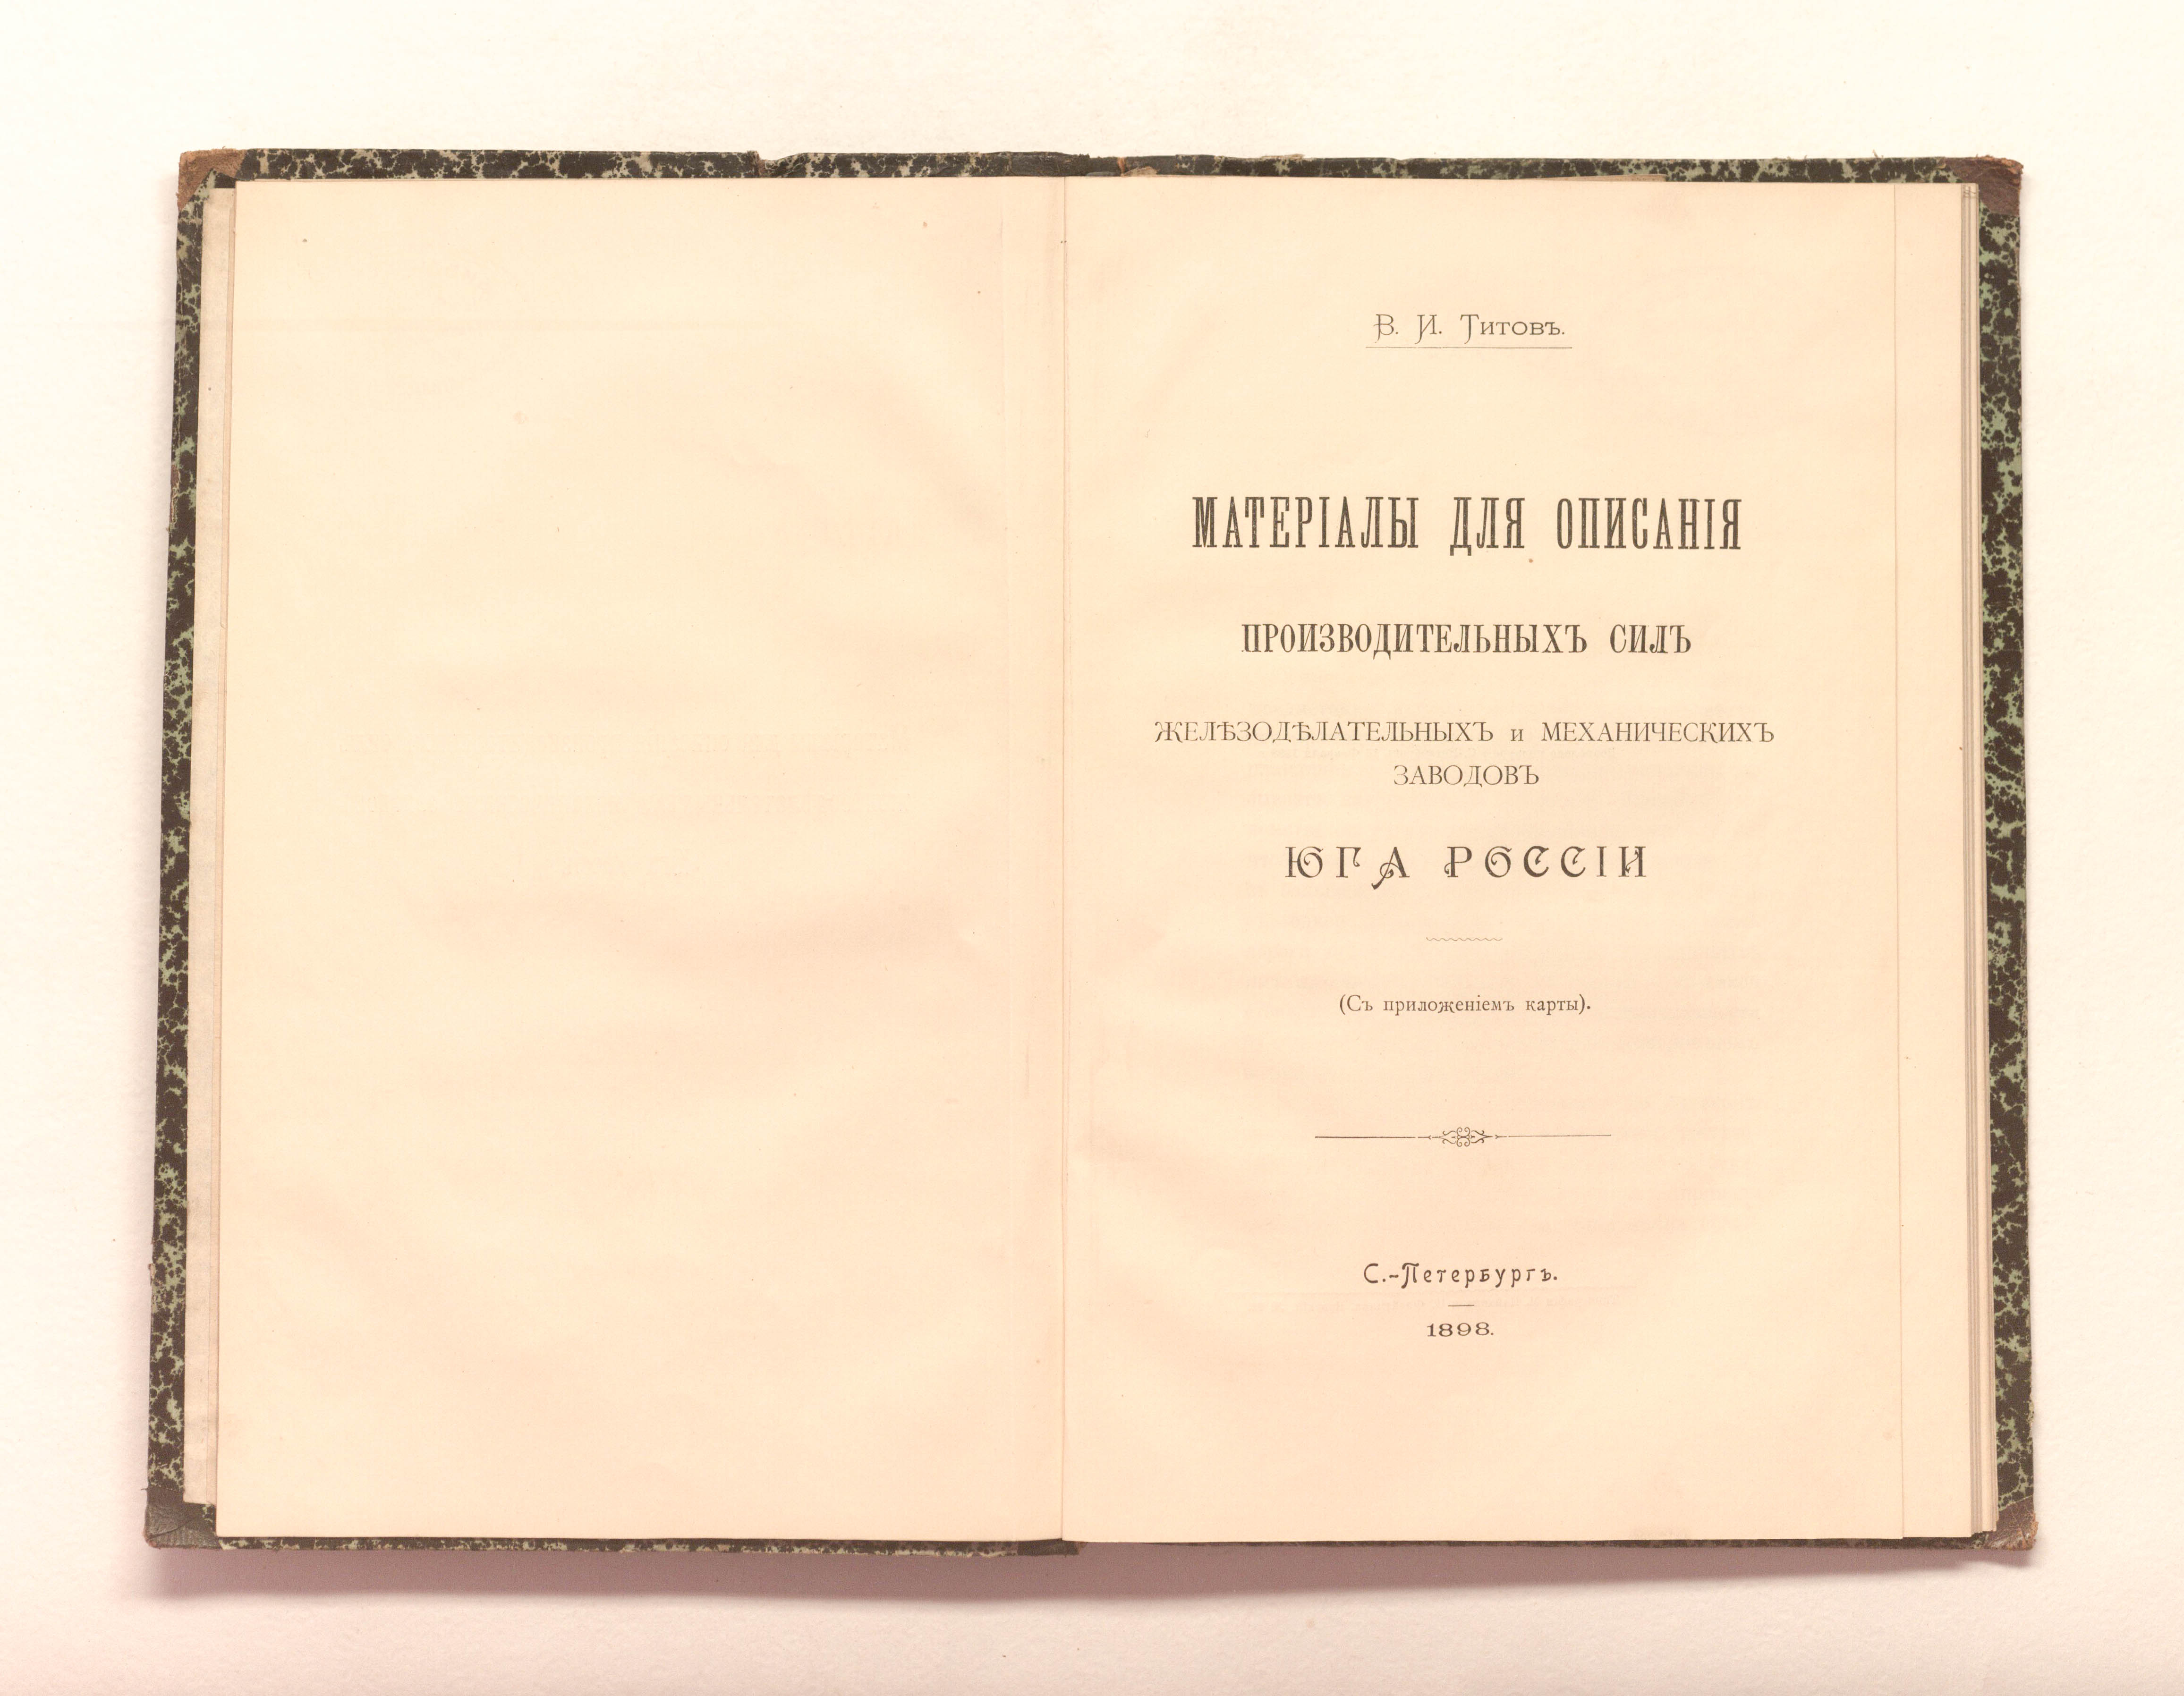 В. И. Титовъ.
МАТЕРІАЛЫ ДЛЯ ОПИСАНІЯ
ПРОИЗВОДИТЕЛЬНЫХЪ СИЛЪ
ЖЕЛѢЗОДѢЛАТЕЛЬНЫХЪ и МЕХАНИЧЕСКИХЪ
ЗАВОДОВЪ
ЮГА РОССІИ
(Съ приложеніемъ карты).
С.-Петербургъ.
1898.